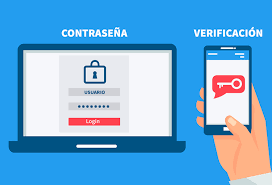 CONTRASEÑA
VERIFICACIÓN
USUARIO
Login